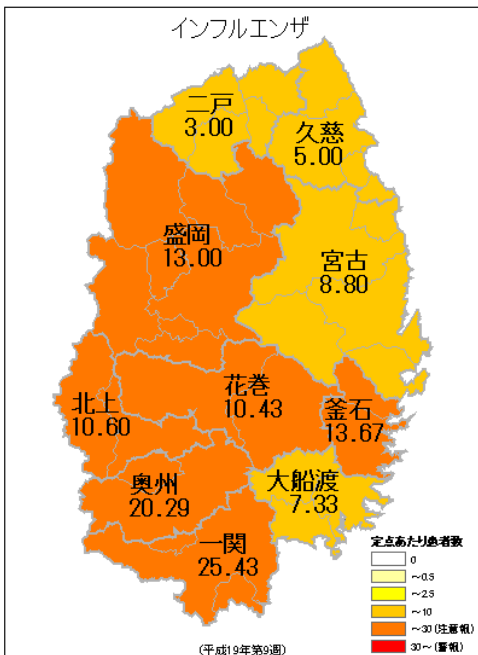 インフルエンザ
二戸
3.00
久慈
5.00
盛岡
13.00
宮古
8.80
花巻
10.43
北上
10.60
釜石
13.67
奥州
20.29
大船渡
7.33
一関
25.43
定点あたり患者数
0
～0.5
～2.5
～10
～30(注意報)
30～(警報)
(平成19年第9週)